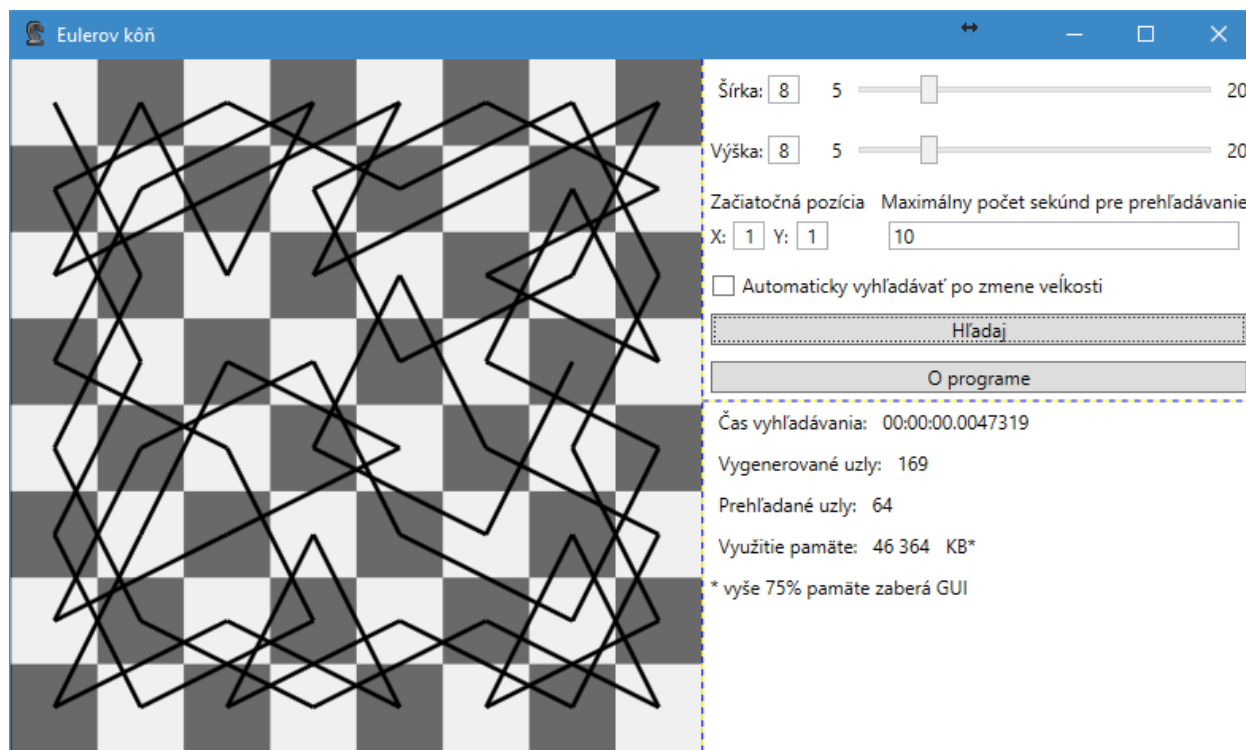 Eulerov kôň
Šírka: 8 5 20
Výška: 8 5 20
Začiatočná pozícia Maximálny počet sekúnd pre prehľadávanie
X: 1 Y: 1 10
Automaticky vyhľadávať po zmene veĺkosti
Hľadaj
O programe
Čas vyhľadávania: 00:00:00.0047319
Vygenerované uzly: 169
Prehľadané uzly: 64
Využitie pamäte: 46 364 KB*
* vyše 75% pamäte zaberá GUI